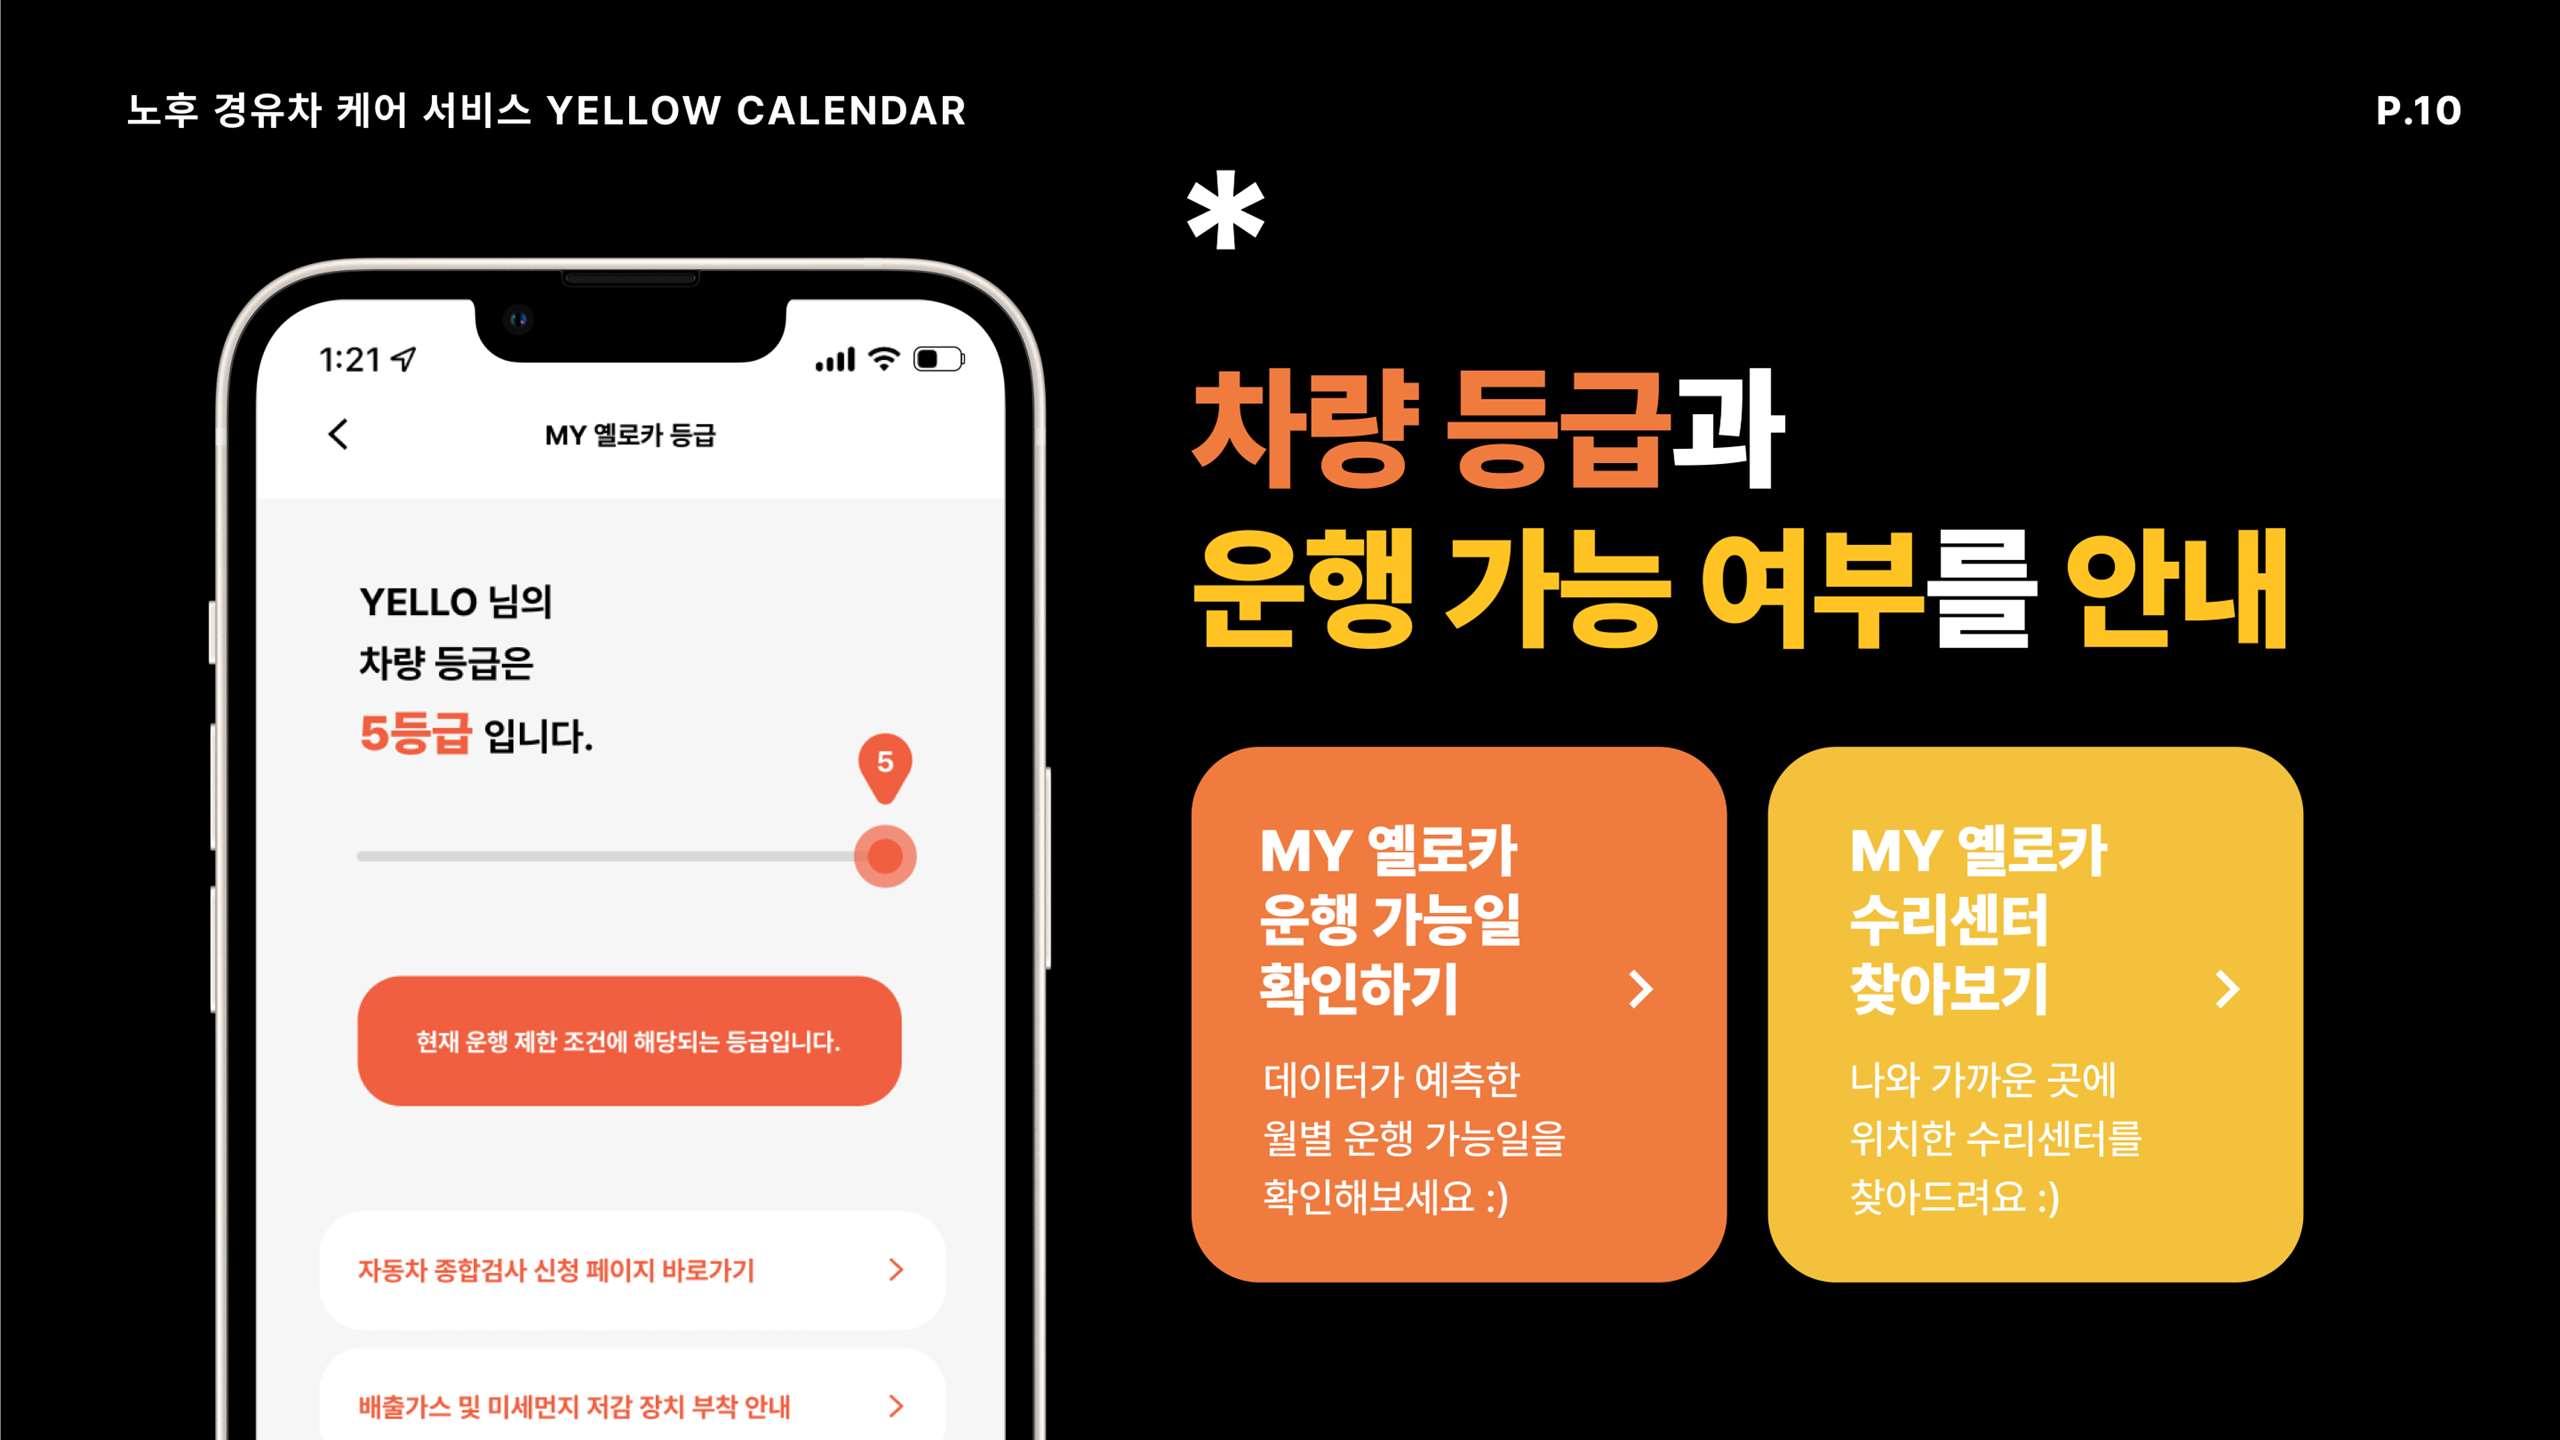 노후 경유차 케어 서비스 YELLOW CALENDAR
P.10
*
1:21
MY 옐로카 등급
YELLO 님의
차량 등급은
5등급 입니다.
5
현재 운행 제한 조건에 해당되는 등급입니다.
자동차 종합검사 신청 페이지 바로가기
배출가스 및 미세먼지 저감 장치 부착 안내
차량 등급과
운행 가능 여부를 안내
MY 옐로카
운행 가능일
확인하기
데이터가 예측한
월별 운행 가능일을
확인해보세요 :)
MY 옐로카
수리센터
찾아보기
나와 가까운 곳에
위치한 수리센터를
찾아드려요 :)